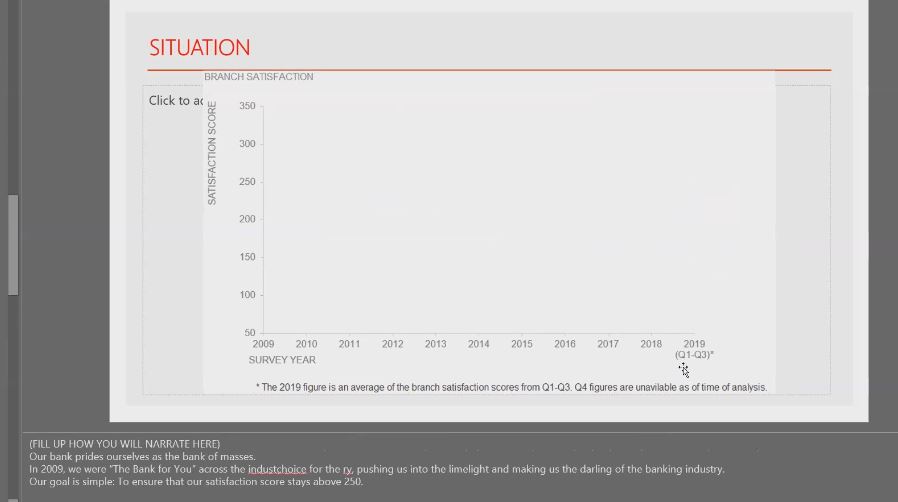 SITUATION
BRANCH SATISFACTION
Click to ac
SATISFACTION SCORE
350
300
250
200
150
100
50
2009 2010 2011 2012 2013 2014 2015 2016 2017 2018 2019
(Q1-Q3)*
SURVEY YEAR
* The 2019 figure is an average of the branch satisfaction scores from Q1-Q3. Q4 figures are unavilable as of time of analysis.
(FILL UP HOW YOU WILL NARRATE HERE)
Our bank prides ourselves as the bank of masses.
In 2009, we were “The Bank for You” across the industchoice for the ry, pushing us into the limelight and making us the darling of the banking industry.
Our goal is simple: To ensure that our satisfaction score stays above 250.